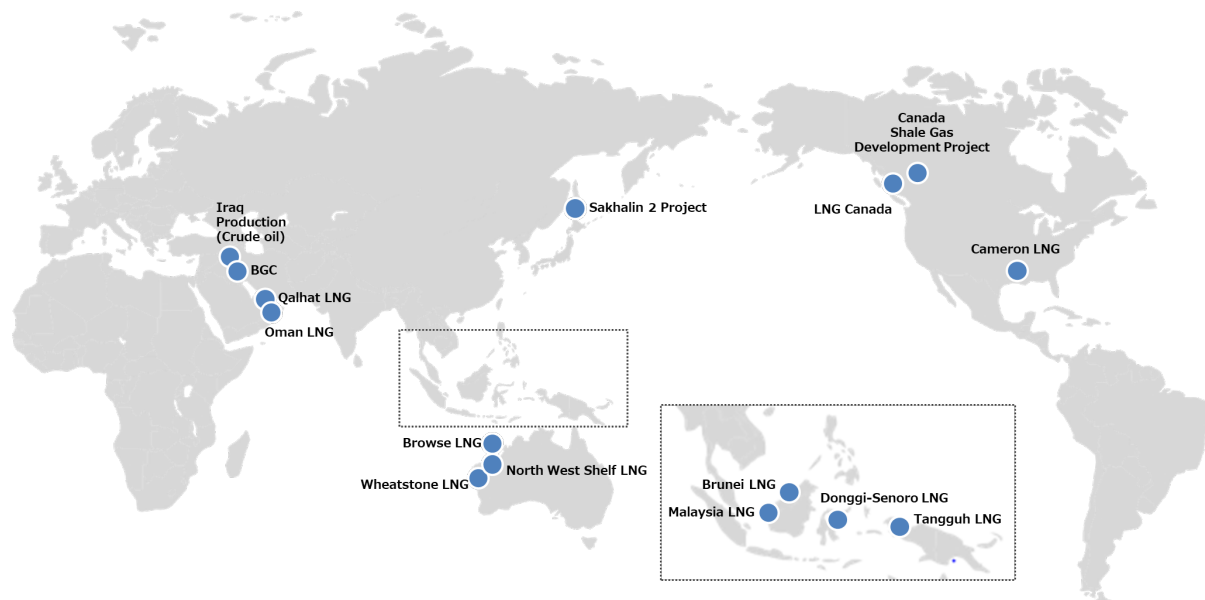 Canada
Shale Gas
Development Project
LNG Canada
Cameron LNG
Sakhalin 2 Project
Iraq
Production
(Crude oil)
BGC
Qalhat LNG
Oman LNG
Browse LNG
North West Shelf LNG
Wheatstone LNG
Brunei LNG
Malaysia LNG
Donggi-Senoro LNG
Tangguh LNG